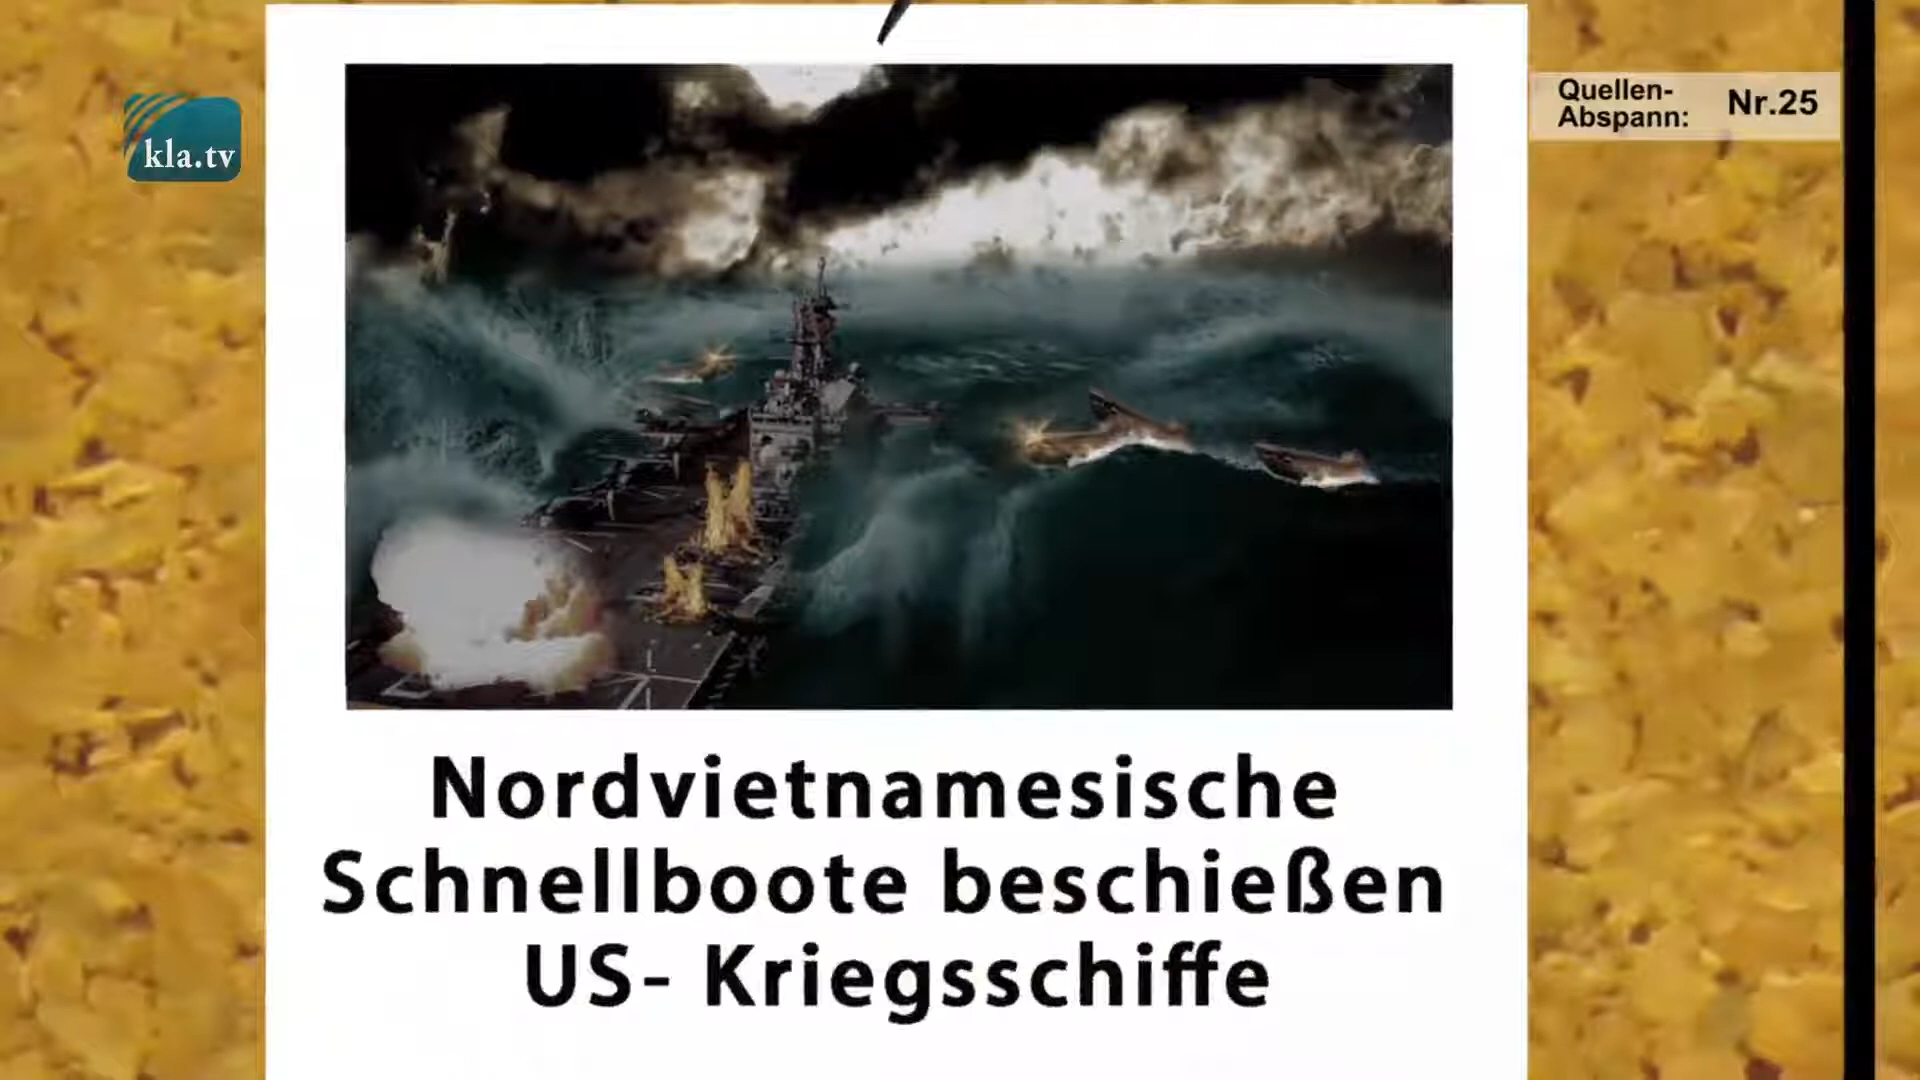 kla.tv
Quellen-
Abspann:
Nr.25
Nordvietnamesische
Schnellboote beschießen
US- Kriegsschiffe